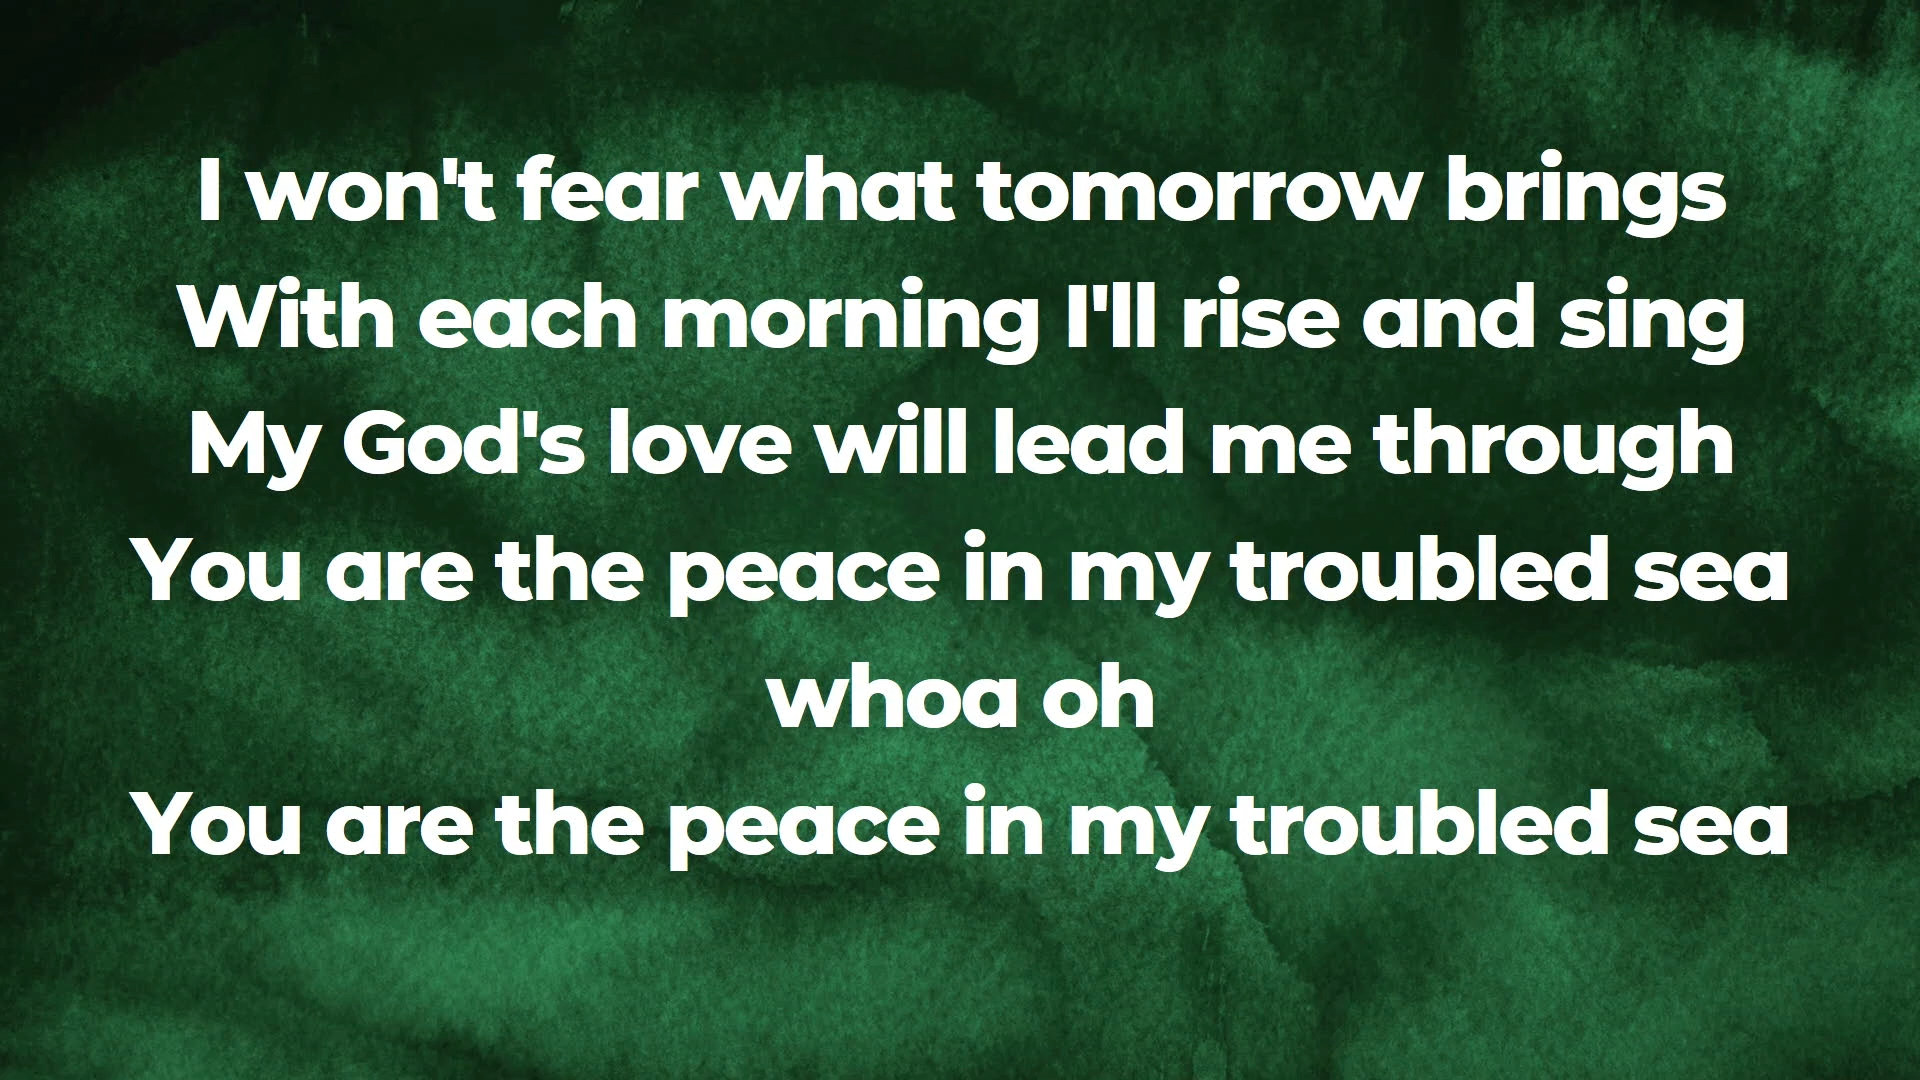 I won't fear what tomorrow brings
With each morning I'll rise and sing
My God's love will lead me through
You are the peace in my troubled sea
whoa oh
You are the peace in my troubled sea